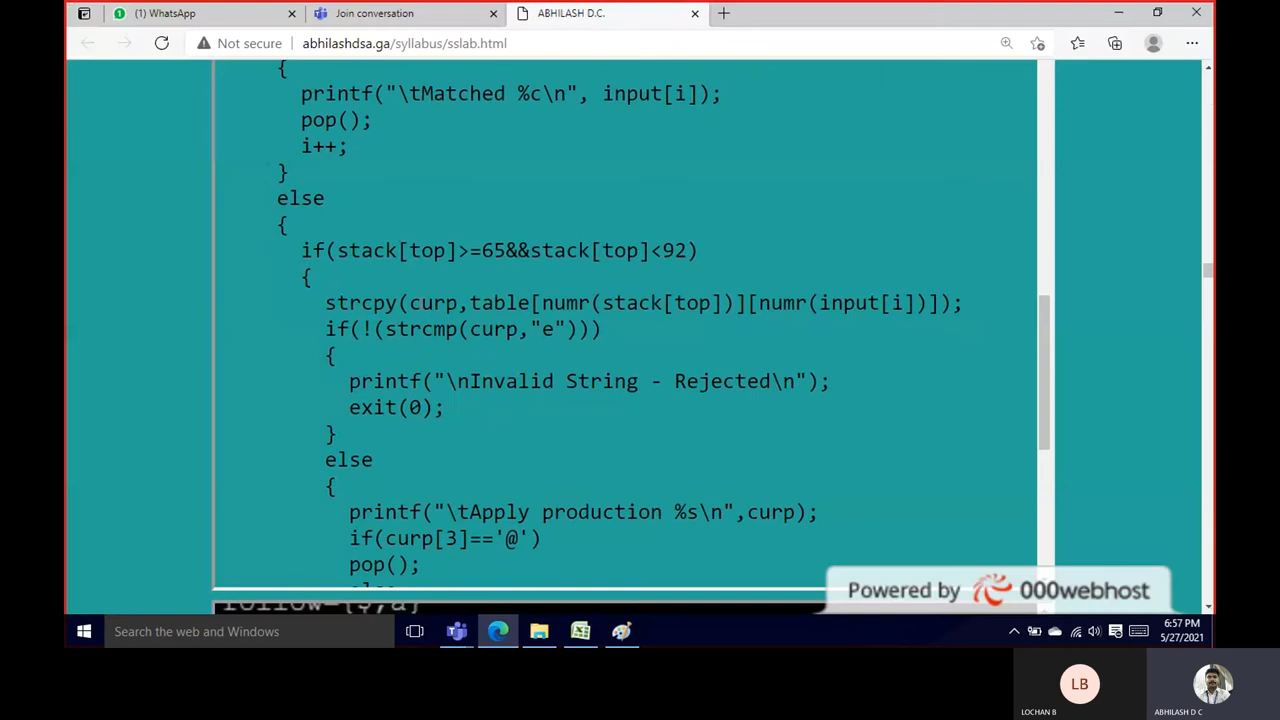 (1) WhatsApp
Join conversation
ABHILASH D.C.
Not secure
abhilashdsa.ga/syllabus/sslab.html
{
printf("\tMatched %c\n", input[i]);
pop();
i++;
}
else
{
if(stack[top]>=65&&stack[top]<92)
{
strcpy(curp,table[numr(stack[top])][numr(input[i])]);
if(!(strcmp(curp,"e")))
{
printf("\nInvalid String - Rejected\n");
exit(0);
}
else
{
printf("\tApply production %s\n",curp);
if(curp[3]=='@')
pop();
else
follow={$,a}
Powered by 000webhost
Search the web and Windows
6:57 PM
5/27/2021
LB
LOCHAN B
ABHILASH D C